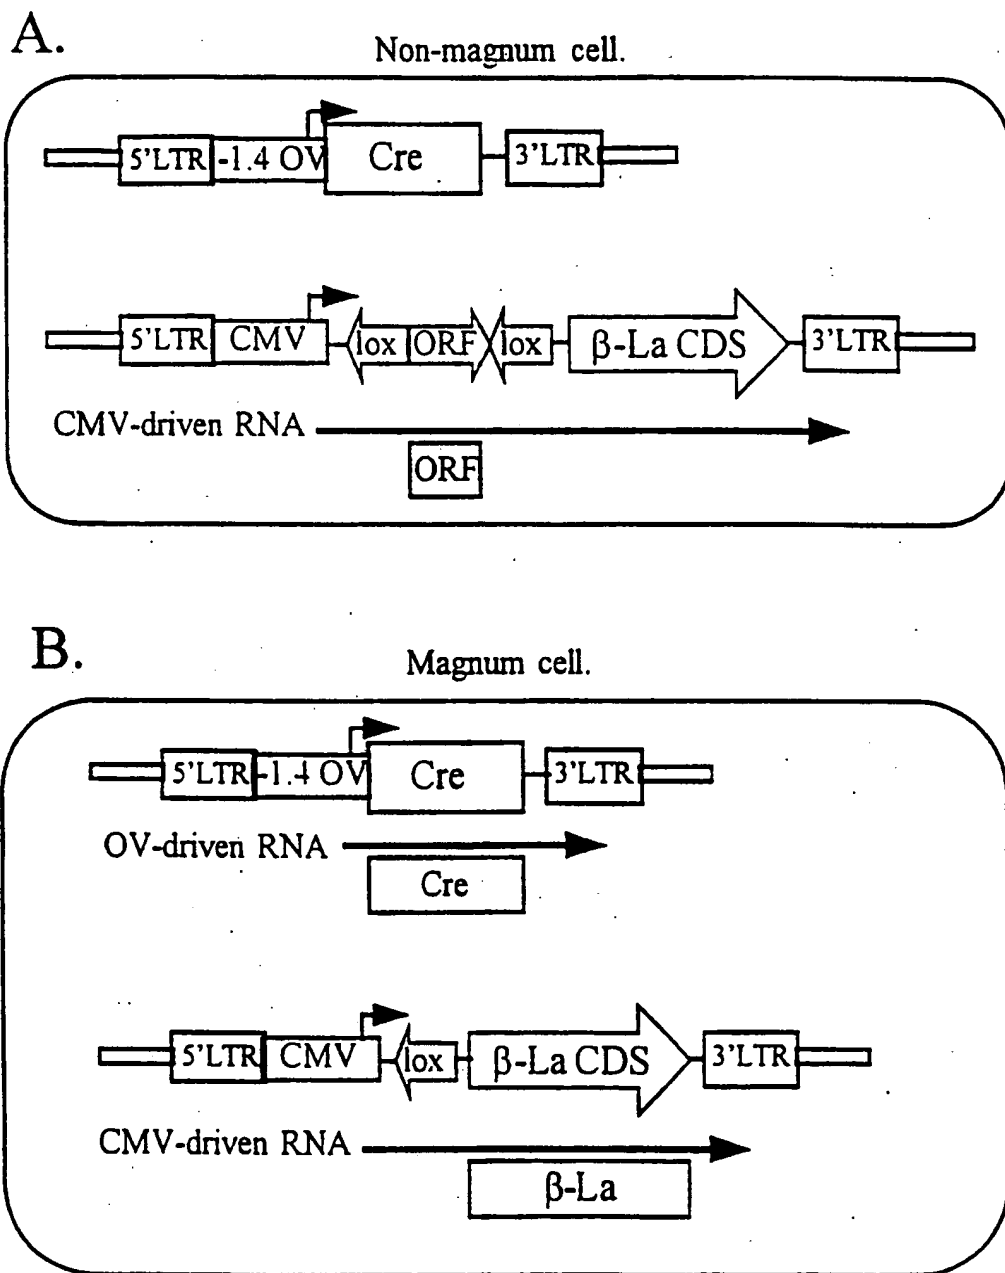 A.
Non-magnum cell.
5'LTR -1.4 OV Cre 3'LTR
5'LTR CMV lox ORF lox β-La CDS 3'LTR
CMV-driven RNA
ORF
B.
Magnum cell.
5'LTR -1.4 OV Cre 3'LTR
OV-driven RNA
Cre
5'LTR CMV lox β-La CDS 3'LTR
CMV-driven RNA
β-La